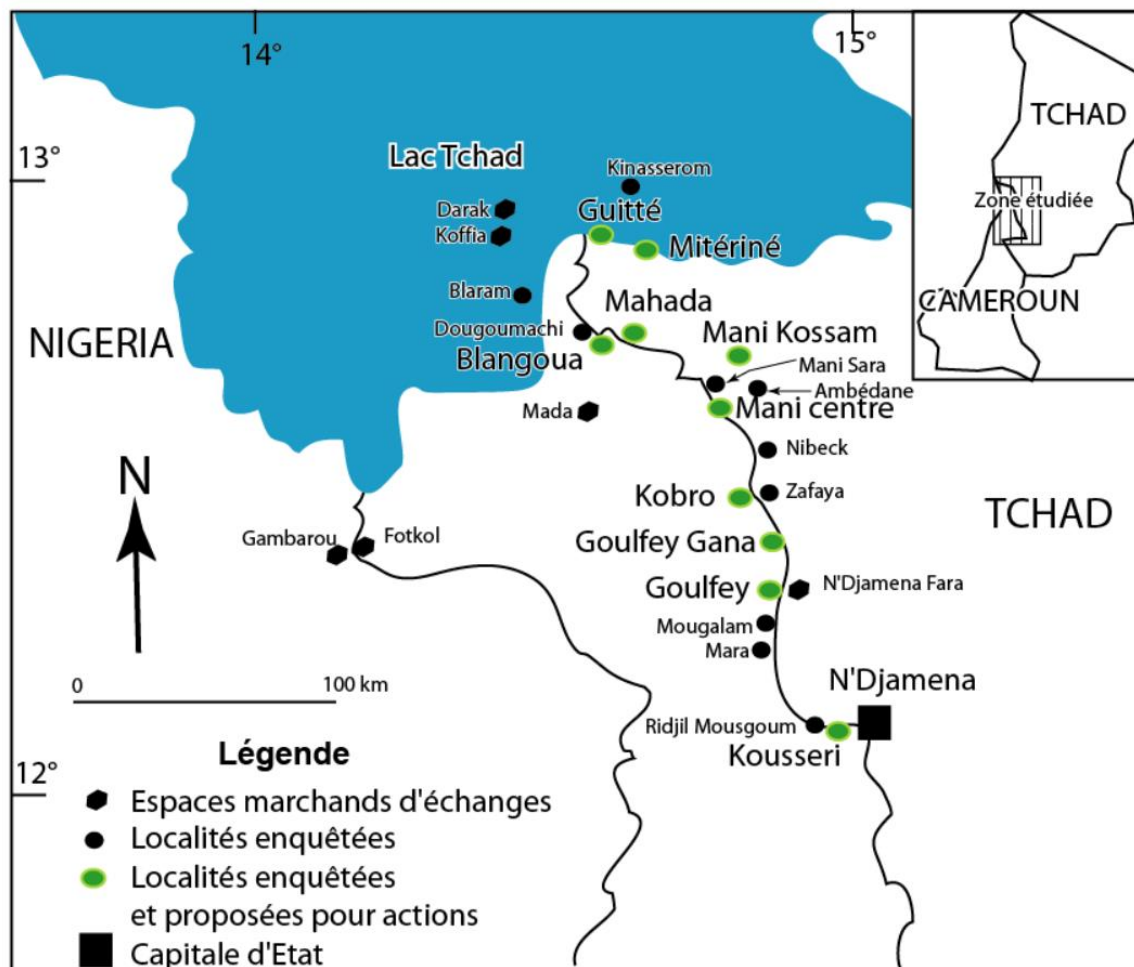 14°
15°
13°
TCHAD
Zone étudiée
CAMEROUN
Lac Tchad
Kinasserom
Darak
Guitté
Koffia
Mitériné
Blaram
Mahada
Dougoumachi
Mani Kossam
NIGERIA
Blangoua
Mani Sara
Ambédane
Mada
Mani centre
Nibeck
N
Kobro
Zafaya
TCHAD
Gambarou
Fotkol
Goulfey Gana
Goulfey
N'Djamena Fara
Mougalam
Mara
0
100 km
N'Djamena
Ridjil Mousgoum
Kousseri
12°
Légende
Espaces marchands d'échanges
Localités enquêtées
Localités enquêtées
et proposées pour actions
Capitale d'Etat